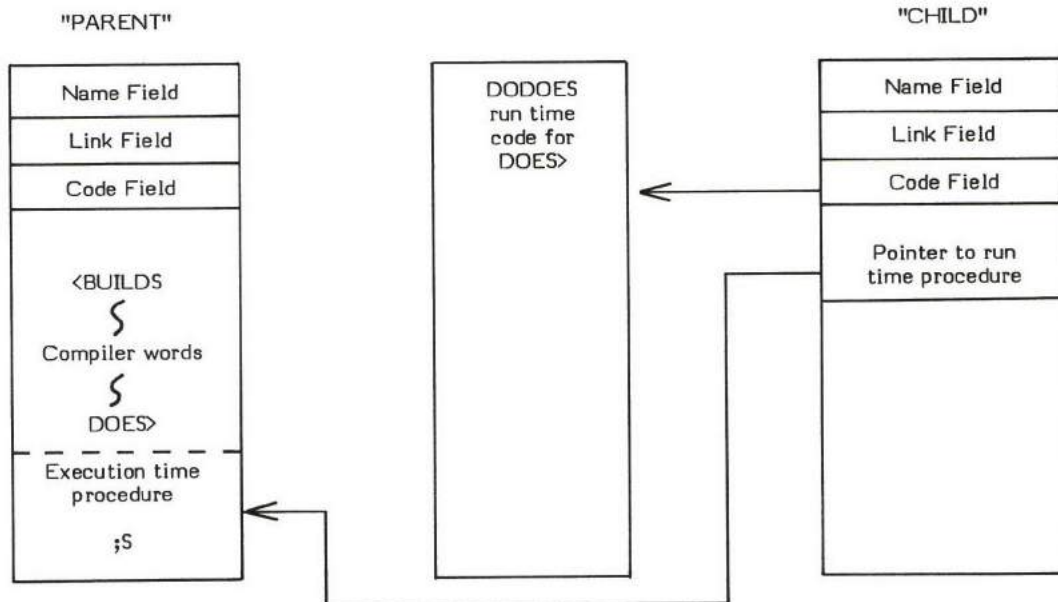 "PARENT"
Name Field
Link Field
Code Field
<BUILDS
Compiler words
DOES>
Execution time
procedure
;S
DODOES
run time
code for
DOES>
"CHILD"
Name Field
Link Field
Code Field
Pointer to run
time procedure